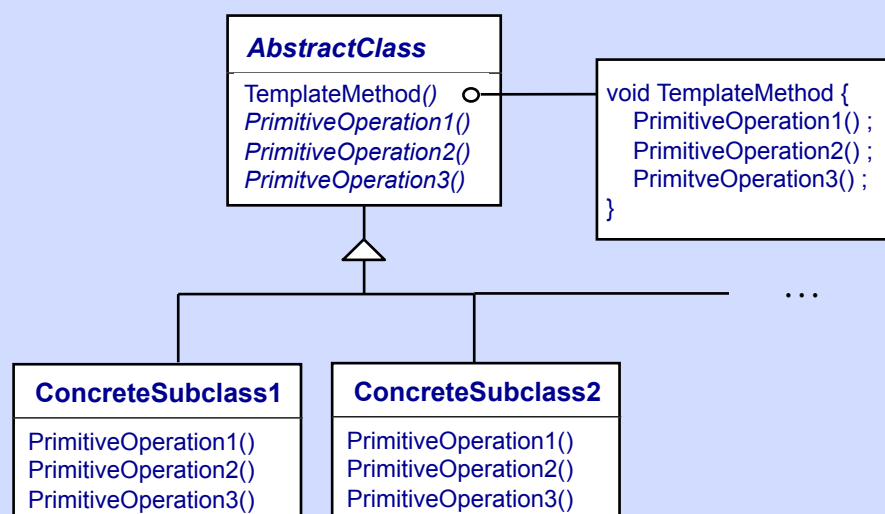 AbstractClass
TemplateMethod()
PrimitiveOperation1()
PrimitiveOperation2()
PrimitveOperation3()
void TemplateMethod {
PrimitiveOperation1() ;
PrimitiveOperation2() ;
PrimitveOperation3() ;
}
. . .
ConcreteSubclass1
PrimitiveOperation1()
PrimitiveOperation2()
PrimitiveOperation3()
ConcreteSubclass2
PrimitiveOperation1()
PrimitiveOperation2()
PrimitiveOperation3()